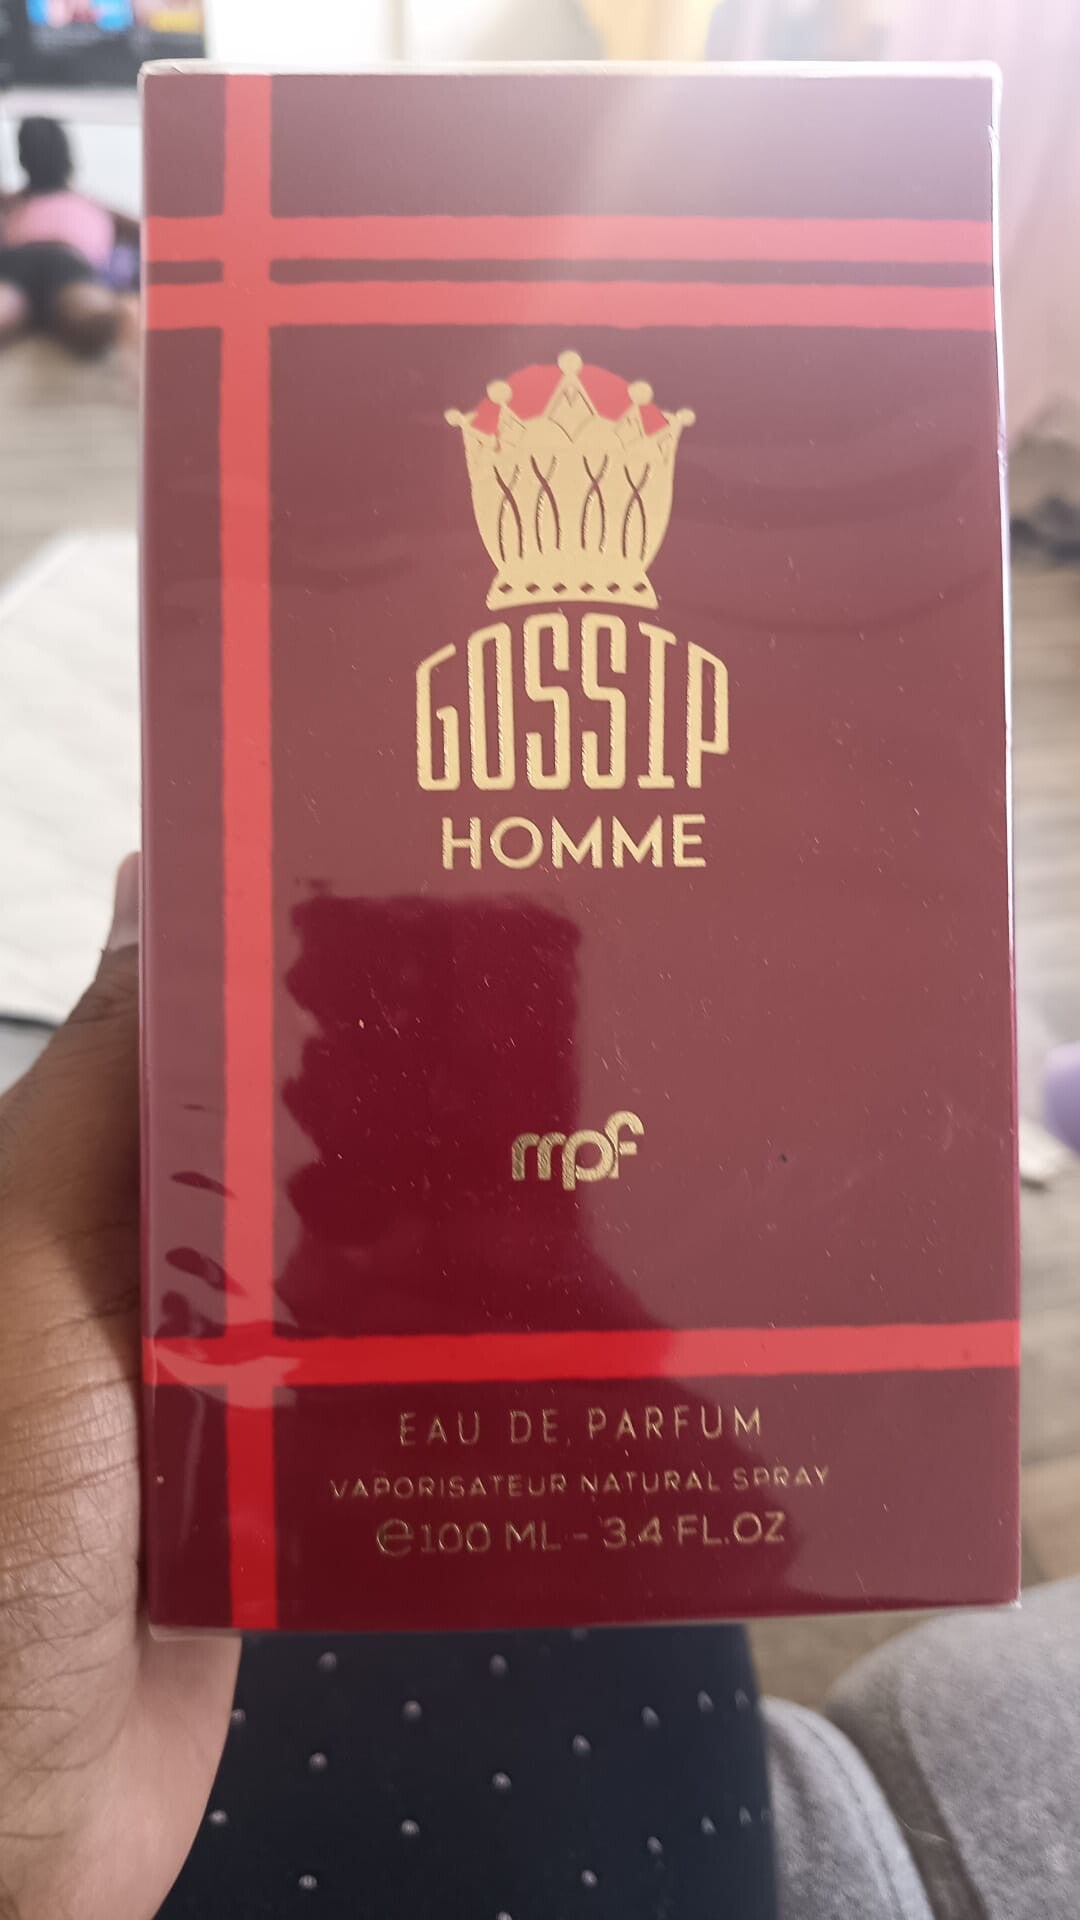 GOSSIP
HOMME
mpf
EAU DE PARFUM
VAPORISATEUR NATURAL SPRAY
℮100 ML - 3.4 FL.OZ